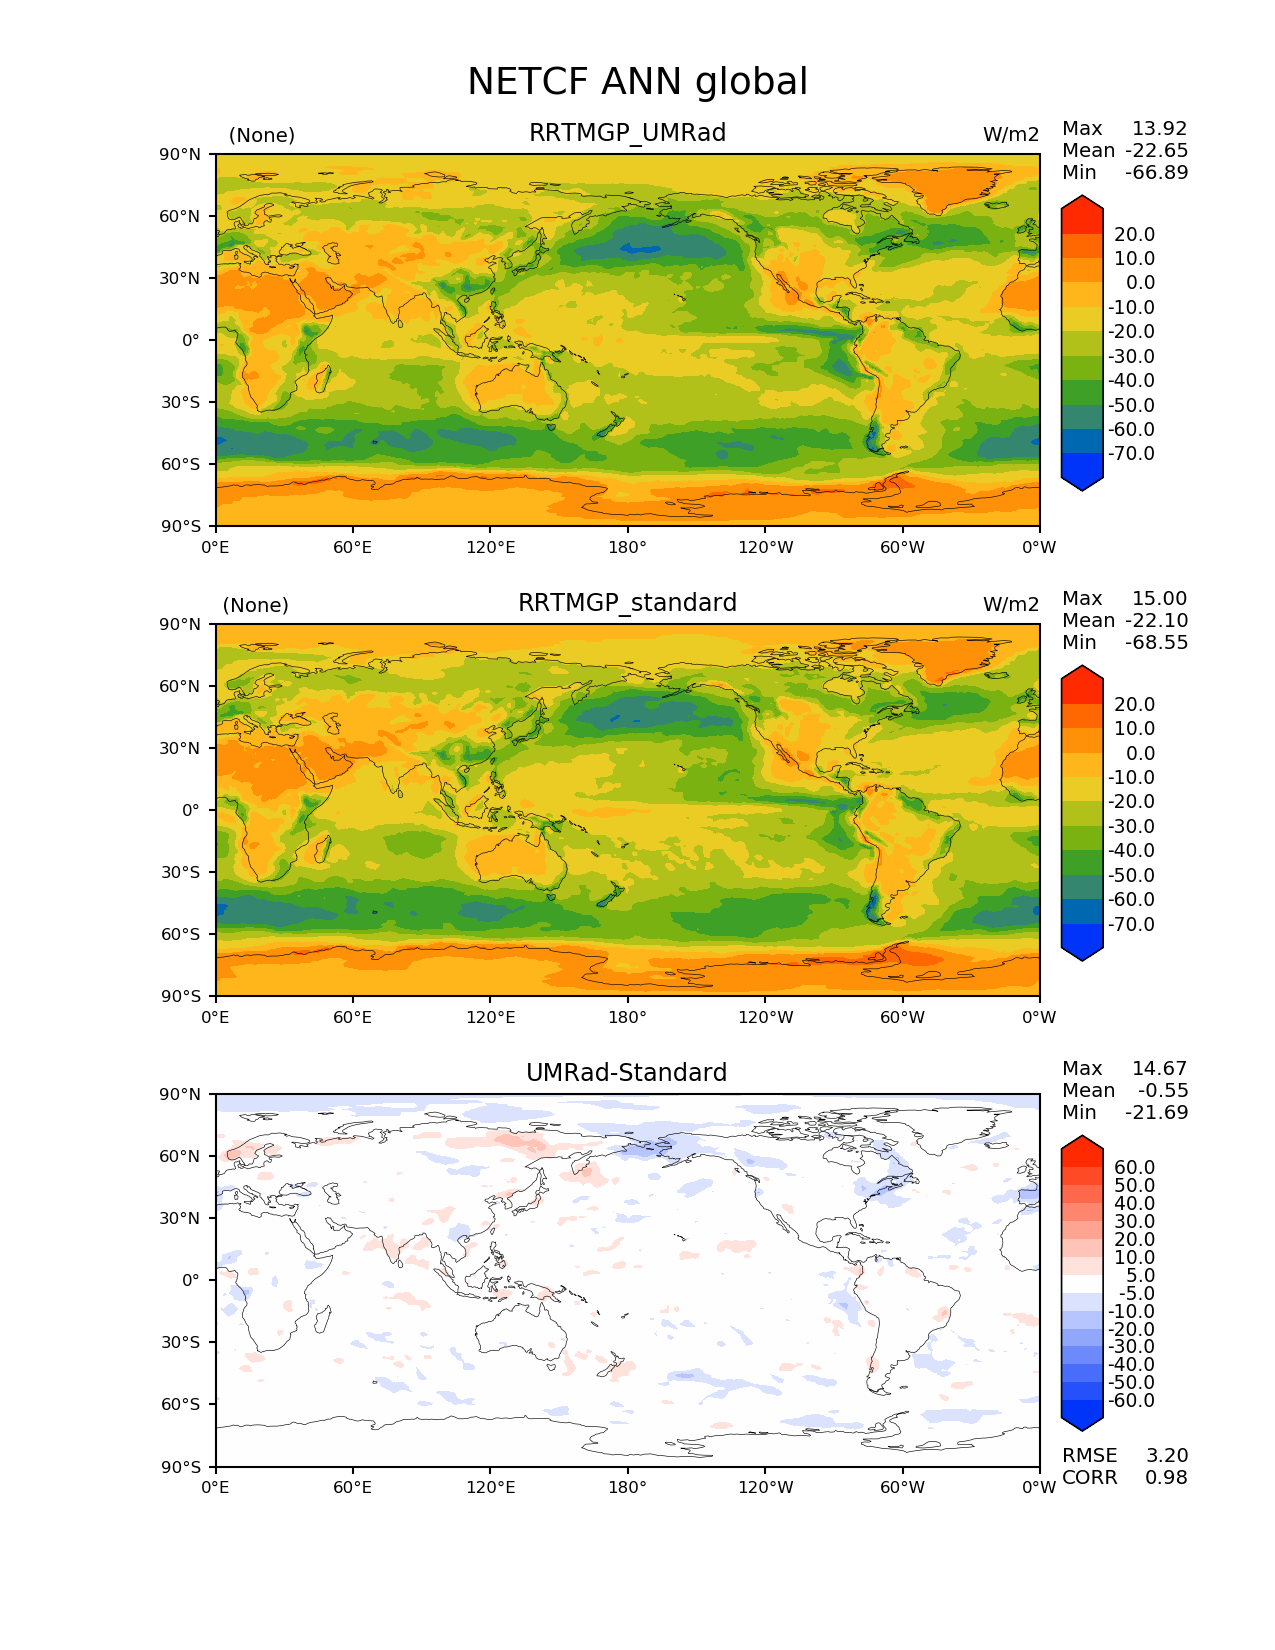 NETCF ANN global
(None) RRTMGP_UMRad W/m2
Max 13.92
Mean -22.65
Min -66.89
90°N
60°N
30°N
0°
30°S
60°S
90°S
0°E 60°E 120°E 180° 120°W 60°W 0°W
20.0
10.0
0.0
-10.0
-20.0
-30.0
-40.0
-50.0
-60.0
-70.0
(None) RRTMGP_standard W/m2
Max 15.00
Mean -22.10
Min -68.55
90°N
60°N
30°N
0°
30°S
60°S
90°S
0°E 60°E 120°E 180° 120°W 60°W 0°W
20.0
10.0
0.0
-10.0
-20.0
-30.0
-40.0
-50.0
-60.0
-70.0
UMRad-Standard
Max 14.67
Mean -0.55
Min -21.69
90°N
60°N
30°N
0°
30°S
60°S
90°S
0°E 60°E 120°E 180° 120°W 60°W 0°W
60.0
50.0
40.0
30.0
20.0
10.0
5.0
-5.0
-10.0
-20.0
-30.0
-40.0
-50.0
-60.0
RMSE 3.20
CORR 0.98